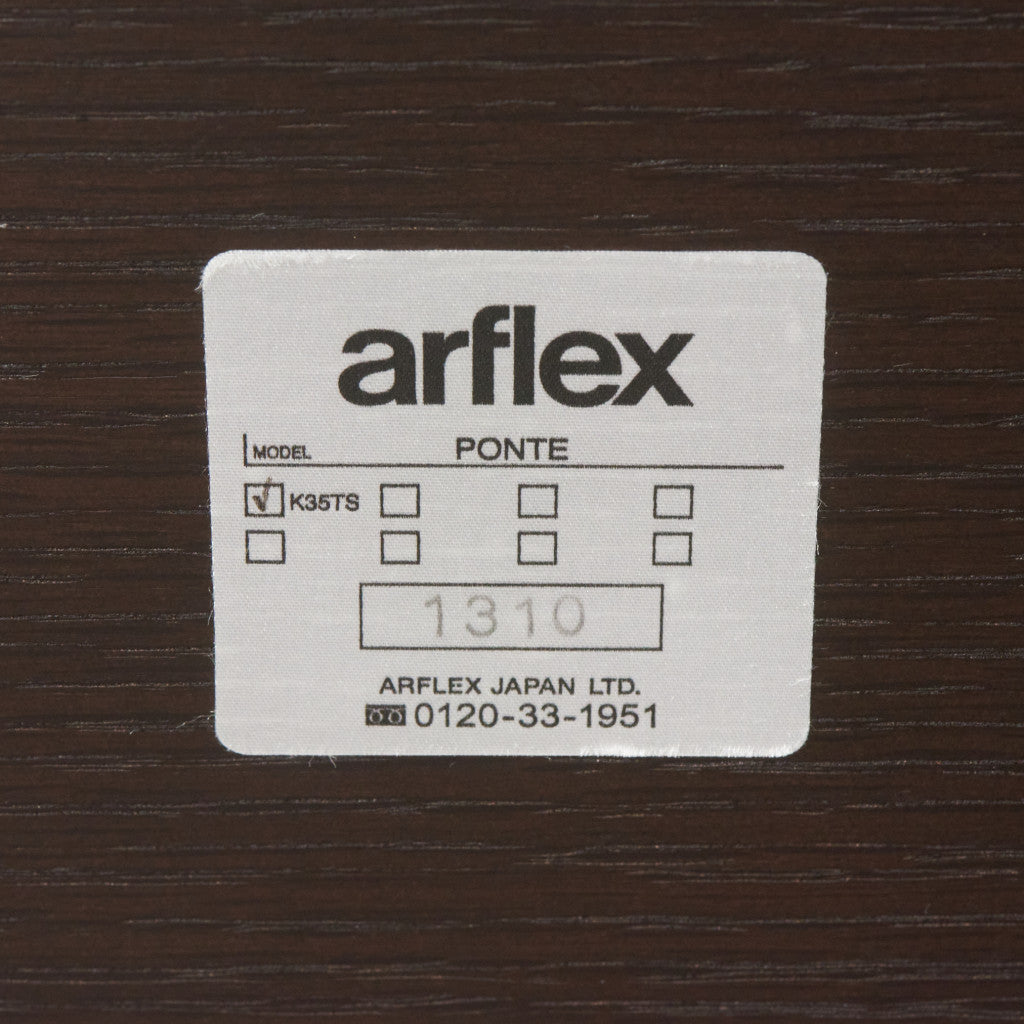 arflex
MODEL PONTE
K35TS
1310
ARFLEX JAPAN LTD.
0120-33-1951